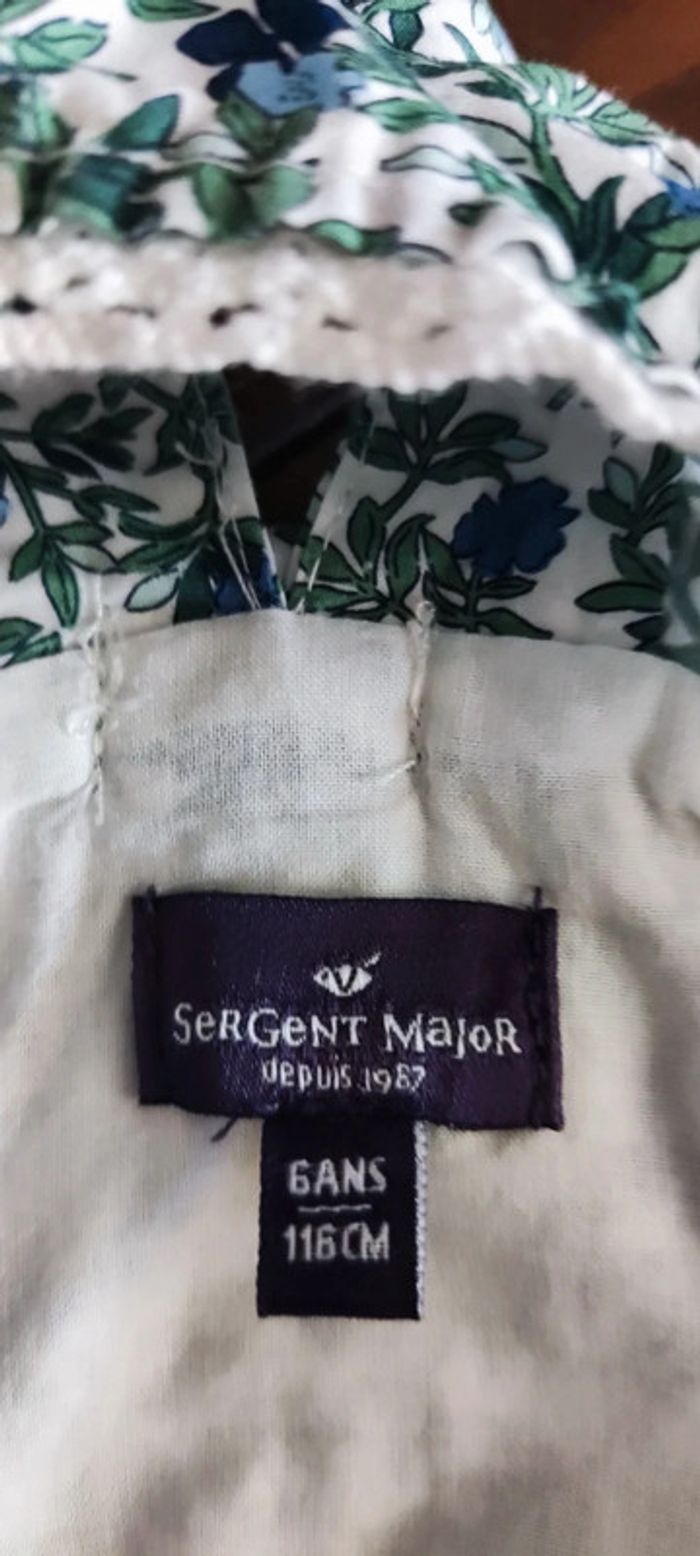 SeRGeNT MaJoR
depuis 1987
6ANS
116CM